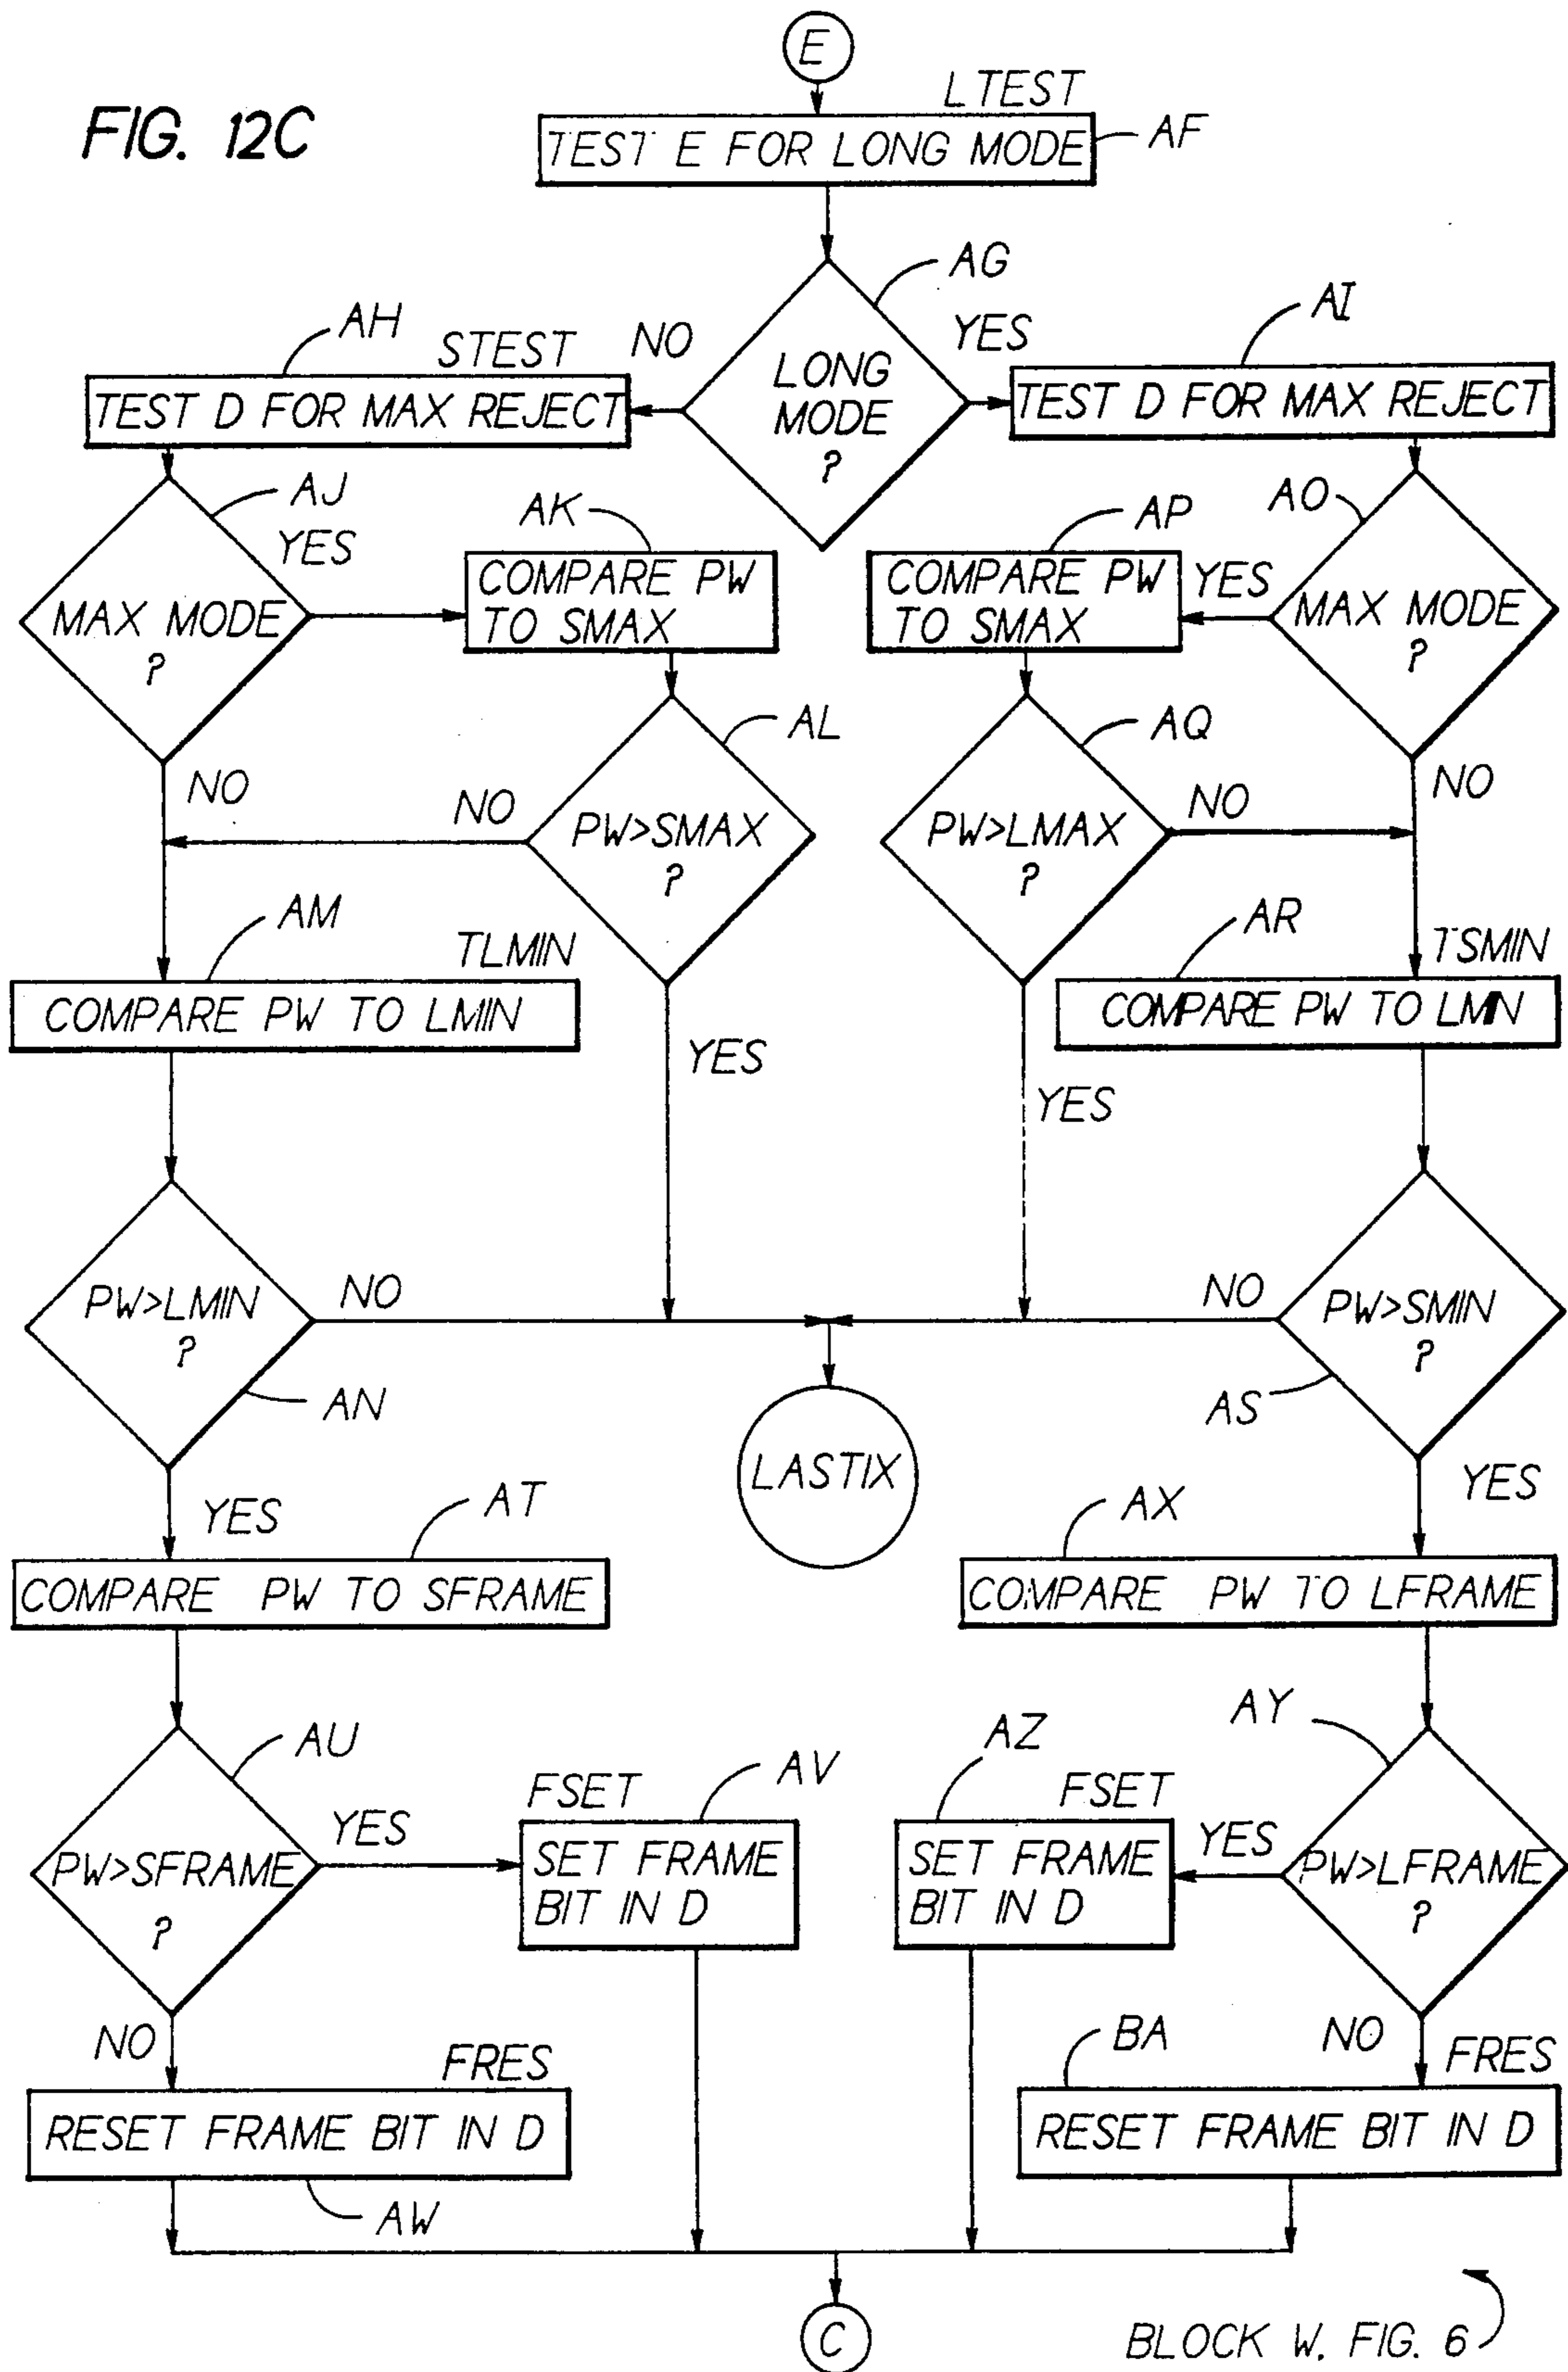 E
FIG. 12C
LTEST
TEST E FOR LONG MODE
AF
AG
AH
STEST
NO
YES
AI
TEST D FOR MAX REJECT
LONG
MODE
?
TEST D FOR MAX REJECT
AJ
YES
AK
AP
AO
MAX MODE
?
COMPARE PW
TO SMAX
COMPARE PW
TO SMAX
YES
MAX MODE
?
AL
AQ
NO
NO
PW>SMAX
?
PW>LMAX
?
NO
NO
AM
TLMIN
AR
TSMIN
COMPARE PW TO LMIN
COMPARE PW TO LMN
YES
YES
PW>LMIN
?
NO
NO
PW>SMIN
?
AN
AS
LASTIX
YES
AT
AX
YES
COMPARE PW TO SFRAME
COMPARE PW TO LFRAME
AU
AV
AZ
AY
FSET
FSET
PW>SFRAME
?
YES
SET FRAME
BIT IN D
SET FRAME
BIT IN D
YES
PW>LFRAME
?
NO
FRES
BA
NO
FRES
RESET FRAME BIT IN D
RESET FRAME BIT IN D
AW
C
BLOCK W. FIG. 6